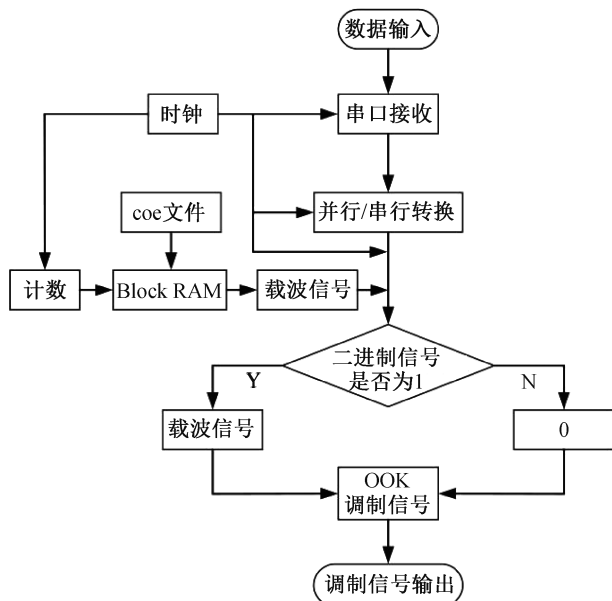 数据输入
时钟
串口接收
并行/串行转换
coe文件
计数
Block RAM
载波信号
二进制信号
是否为1
Y
N
载波信号
0
OOK
调制信号
调制信号输出